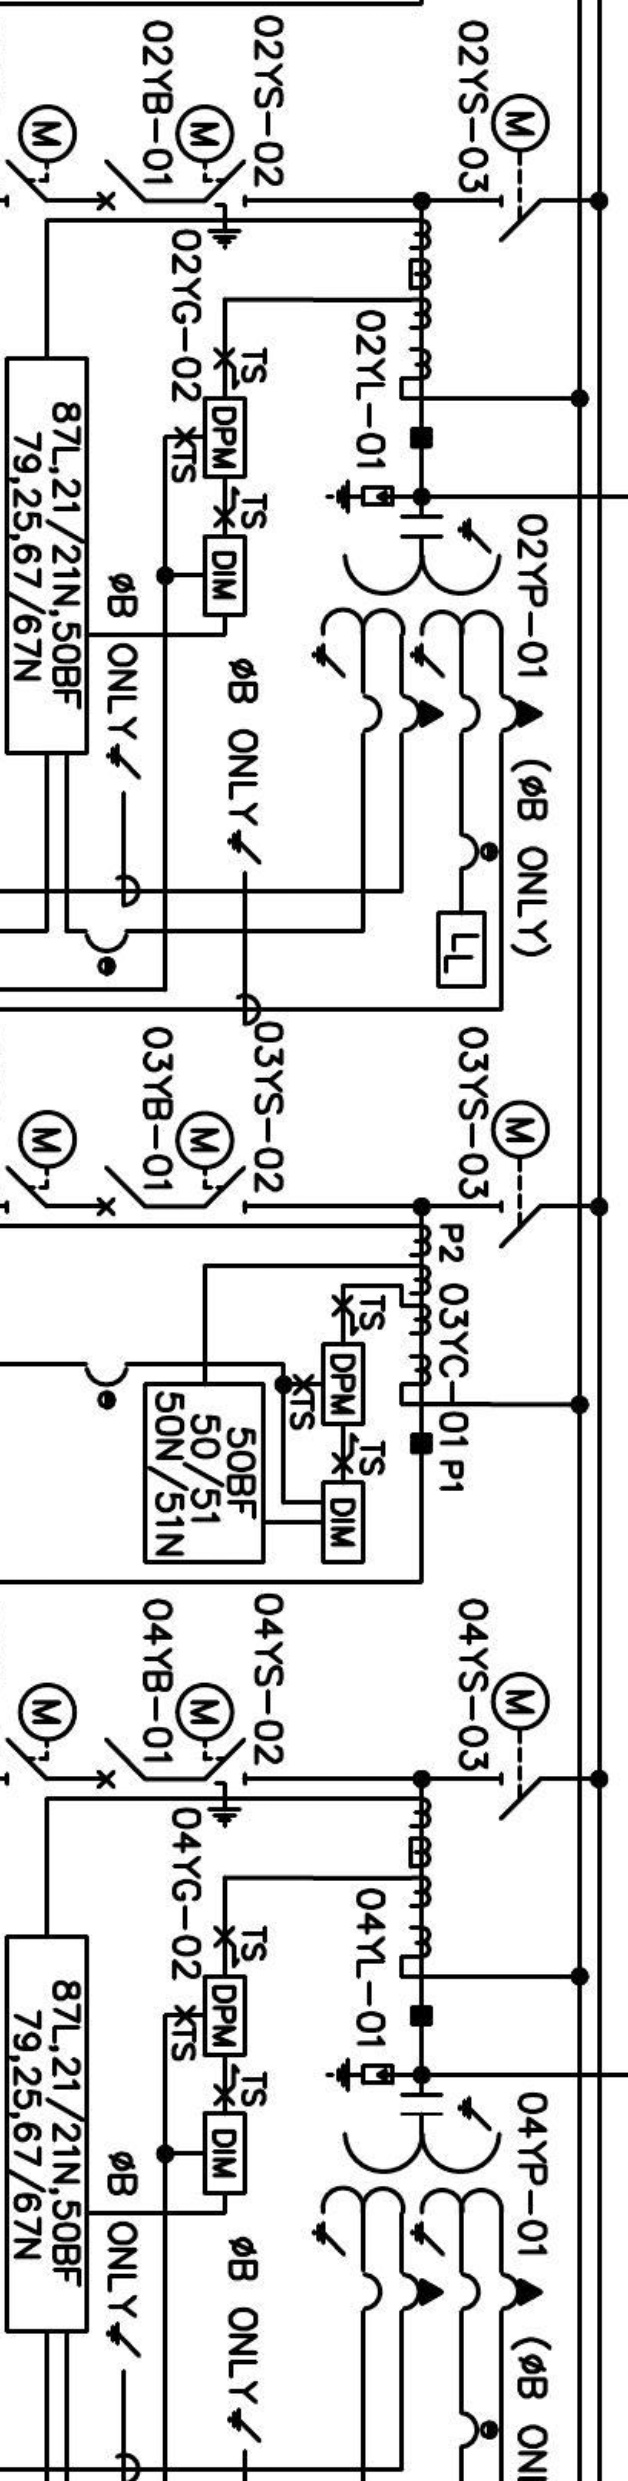 02YS-03
M
02YS-02
M
02YB-01
M
02YL-01
02YG-02
TS
DPM
TS
TS
DIM
87L,21/21N,50BF
79,25,67/67N
02YP-01 (ØB ONLY)
ØB ONLY
ØB ONLY
LL
03YS-03
M
03YS-02
M
03YB-01
M
P2 03YC-01 P1
TS
DPM
TS
TS
DIM
50BF
50/51
50N/51N
04YS-03
M
04YS-02
M
04YB-01
M
04YL-01
04YG-02
TS
DPM
TS
TS
DIM
87L,21/21N,50BF
79,25,67/67N
04YP-01 (ØB
ØB ONLY
ØB ONLY